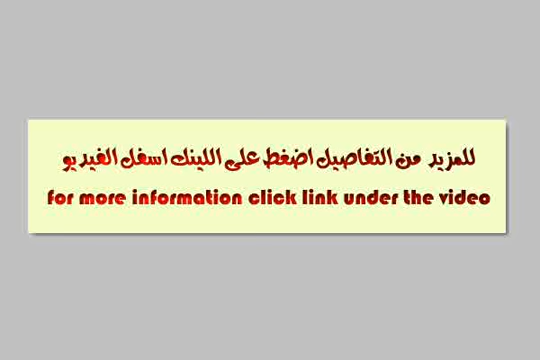 للمزيد من التفاصيل اضغط على اللينك اسفل الفيديو
for more information click link under the video